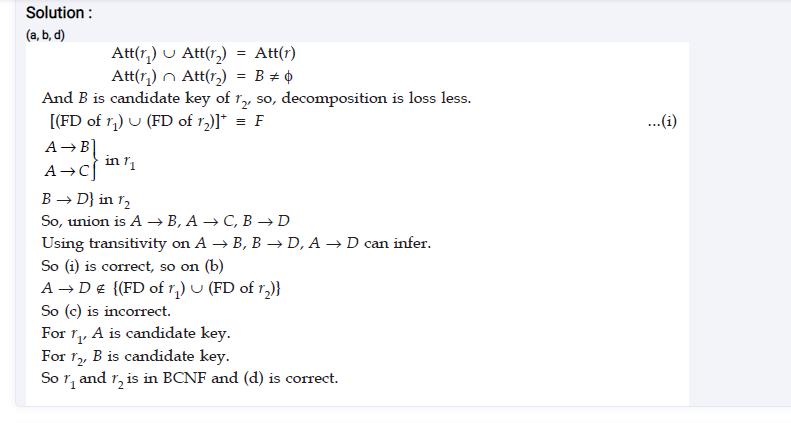 Solution :
(a, b, d)
Att(r₁) ∪ Att(r₂) = Att(r)
Att(r₁) ∩ Att(r₂) = B ≠ ϕ
And B is candidate key of r₂, so, decomposition is loss less.
[(FD of r₁) ∪ (FD of r₂)]⁺ ≡ F ...(i)
A → B
A → C} in r₁
B → D} in r₂
So, union is A → B, A → C, B → D
Using transitivity on A → B, B → D, A → D can infer.
So (i) is correct, so on (b)
A → D ∉ {(FD of r₁) ∪ (FD of r₂)}
So (c) is incorrect.
For r₁, A is candidate key.
For r₂, B is candidate key.
So r₁ and r₂ is in BCNF and (d) is correct.